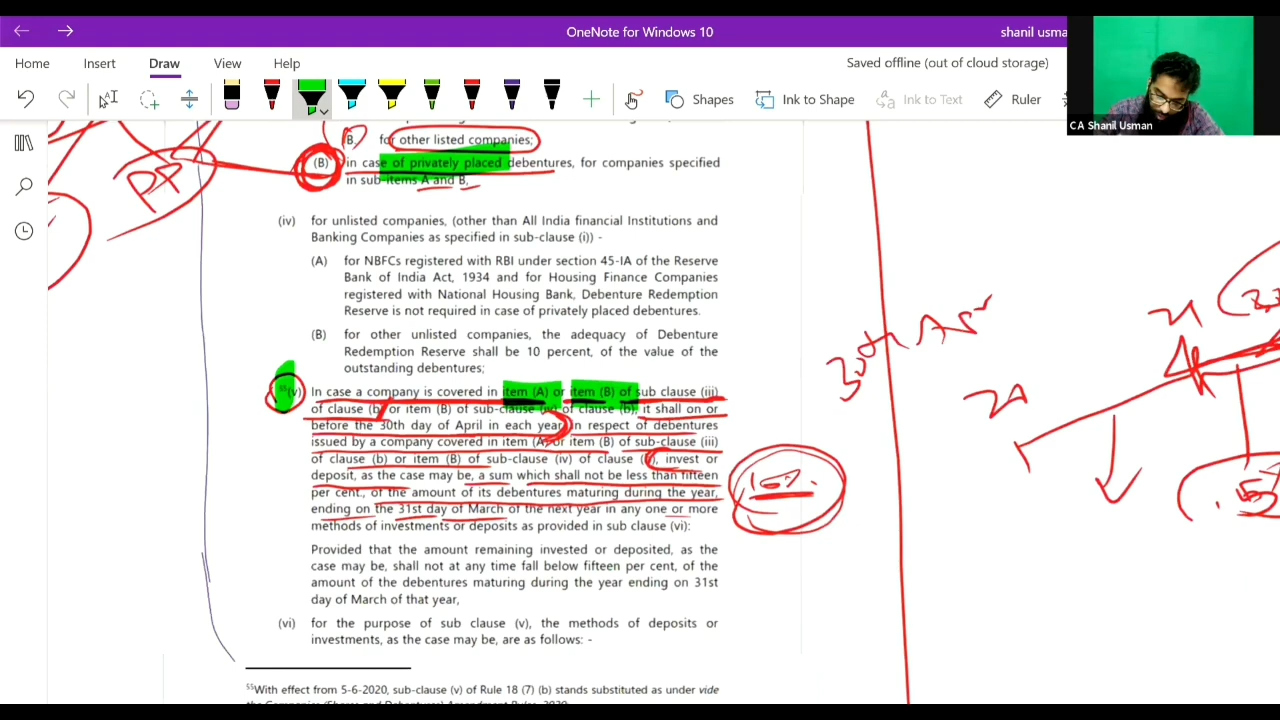 OneNote for Windows 10
shanil usma
Home Insert Draw View Help
Saved offline (out of cloud storage)
Shapes Ink to Shape Ink to Text Ruler
CA Shanil Usman
B. for other listed companies;
(B) in case of privately placed debentures, for companies specified
in sub-items A and B,
PP
(iv) for unlisted companies, (other than All India financial Institutions and
Banking Companies as specified in sub-clause (i)) -
(A) for NBFCs registered with RBI under section 45-IA of the Reserve
Bank of India Act, 1934 and for Housing Finance Companies
registered with National Housing Bank, Debenture Redemption
Reserve is not required in case of privately placed debentures.
(B) for other unlisted companies, the adequacy of Debenture
Redemption Reserve shall be 10 percent, of the value of the
outstanding debentures;
(v) In case a company is covered in item (A) or item (B) of sub clause (iii)
of clause (b) or item (B) of sub-clause of clause (b), it shall on or
before the 30th day of April in each year, in respect of debentures
issued by a company covered in item (A) or item (B) of sub-clause (iii)
of clause (b) or item (B) of sub-clause (iv) of clause invest or
deposit, as the case may be, a sum which shall not be less than fifteen
per cent., of the amount of its debentures maturing during the year,
ending on the 31st day of March of the next year in any one or more
methods of investments or deposits as provided in sub clause (vi):
Provided that the amount remaining invested or deposited, as the
case may be, shall not at any time fall below fifteen per cent, of the
amount of the debentures maturing during the year ending on 31st
day of March of that year,
(vi) for the purpose of sub clause (v), the methods of deposits or
investments, as the case may be, are as follows: -
55With effect from 5-6-2020, sub-clause (v) of Rule 18 (7) (b) stands substituted as under vide
30th Apr
20
21